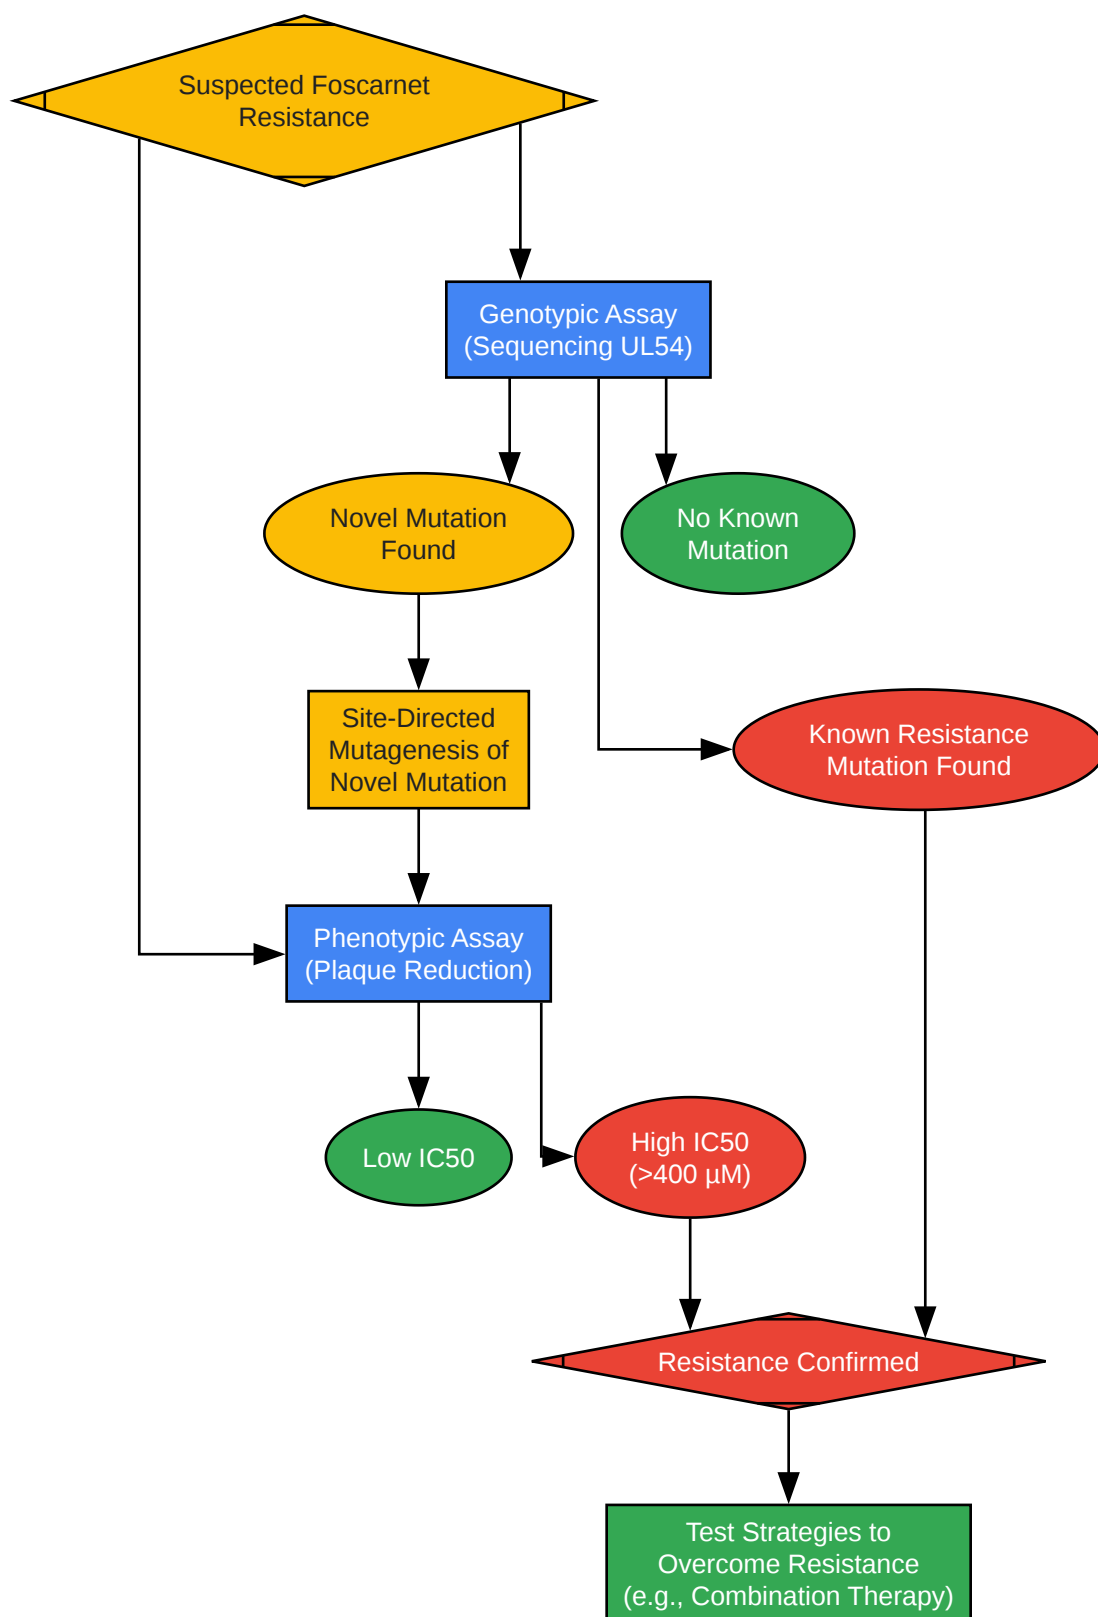 Suspected Foscarnet
Resistance
Genotypic Assay
(Sequencing UL54)
Novel Mutation
Found
No Known
Mutation
Site-Directed
Mutagenesis of
Novel Mutation
Known Resistance
Mutation Found
Phenotypic Assay
(Plaque Reduction)
Low IC50
High IC50
(>400 µM)
Resistance Confirmed
Test Strategies to
Overcome Resistance
(e.g., Combination Therapy)